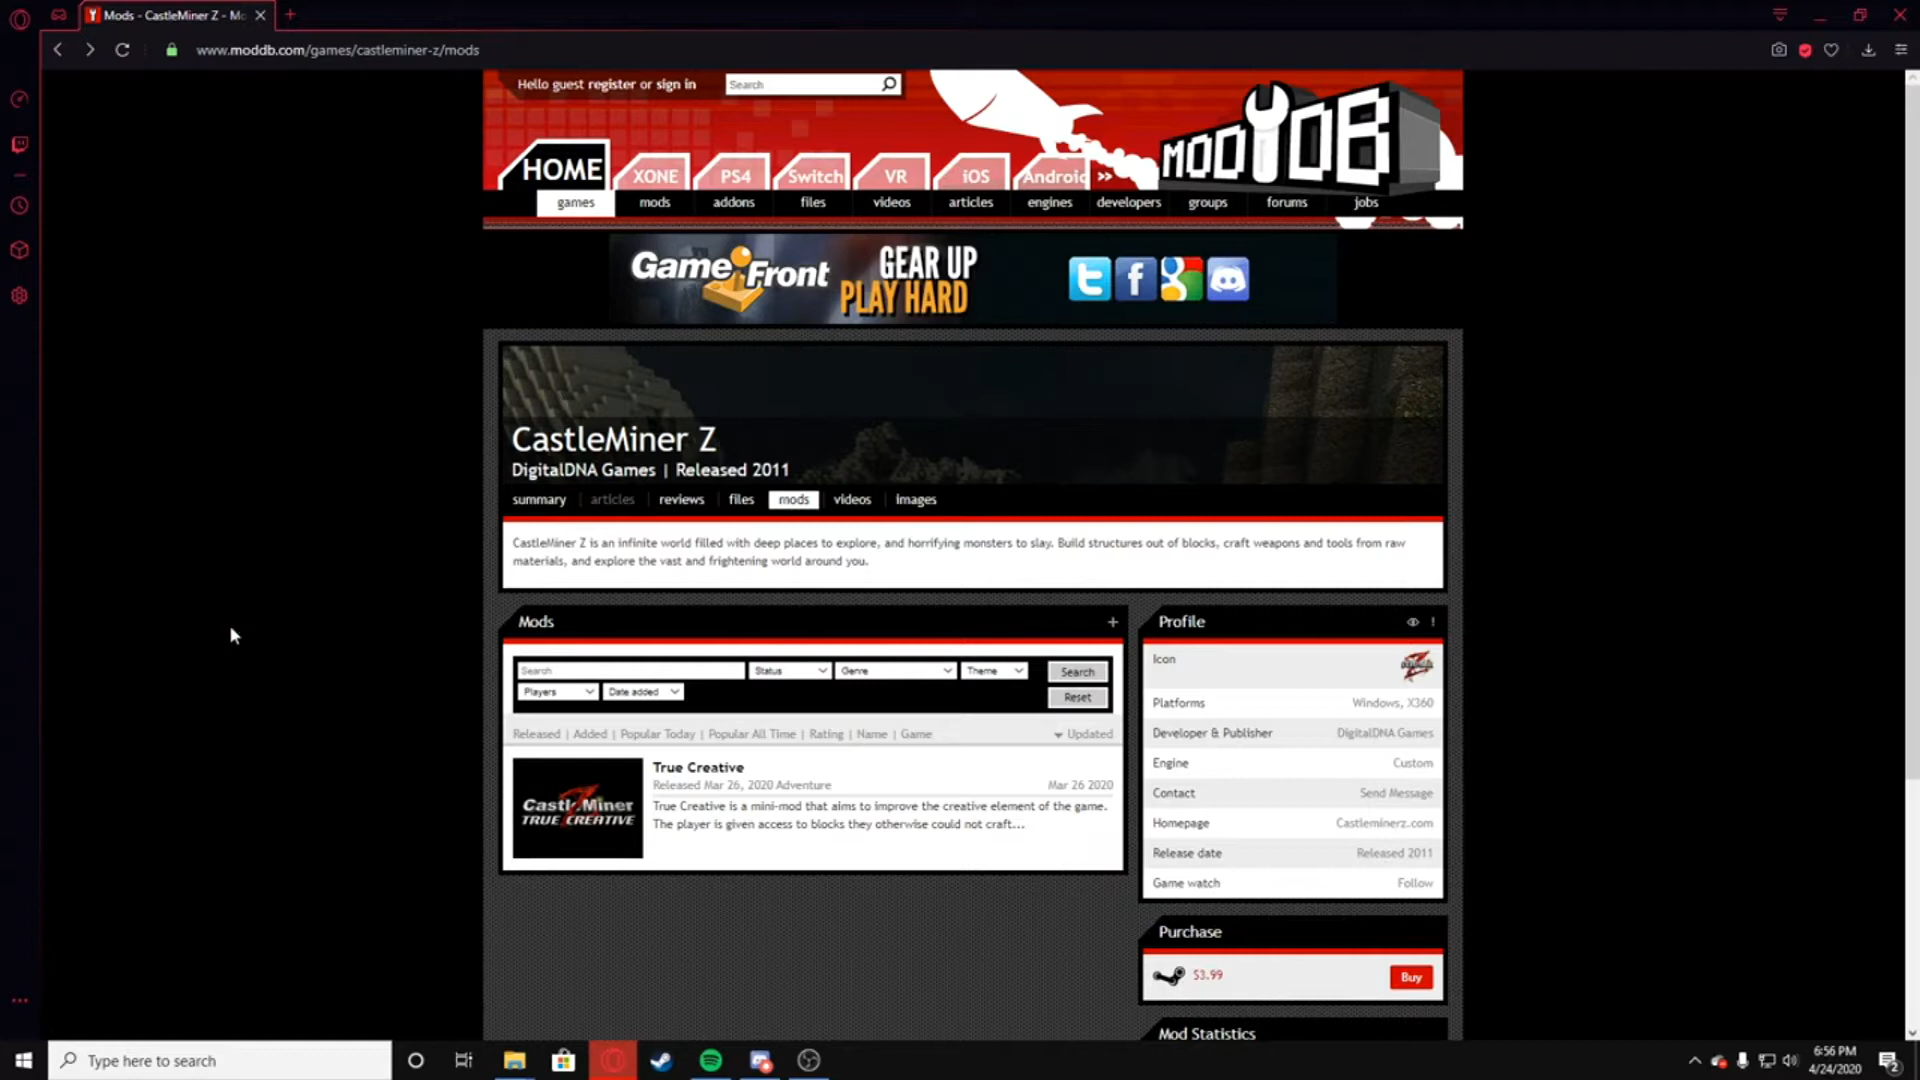 Mods - CastleMiner Z - Mo
www.moddb.com/games/castleminer-z/mods
Hello guest register or sign in
Search
MOD DB
HOME XONE PS4 Switch VR iOS Android »
games mods addons files videos articles engines developers groups forums jobs
GameFront GEAR UP
PLAY HARD
CastleMiner Z
DigitalDNA Games | Released 2011
summary articles reviews files mods videos images
CastleMiner Z is an infinite world filled with deep places to explore, and horrifying monsters to slay. Build structures out of blocks, craft weapons and tools from raw
materials, and explore the vast and frightening world around you.
Mods +
Search Status Genre Theme Search
Players Date added Reset
Released | Added | Popular Today | Popular All Time | Rating | Name | Game Updated
CastleMiner Z
TRUE CREATIVE
True Creative
Released Mar 26, 2020 Adventure Mar 26 2020
True Creative is a mini-mod that aims to improve the creative element of the game.
The player is given access to blocks they otherwise could not craft...
Profile
Icon
Platforms Windows, X360
Developer & Publisher DigitalDNA Games
Engine Custom
Contact Send Message
Homepage Castleminerz.com
Release date Released 2011
Game watch Follow
Purchase
$3.99 Buy
Mod Statistics
Type here to search
6:56 PM
4/24/2020
2